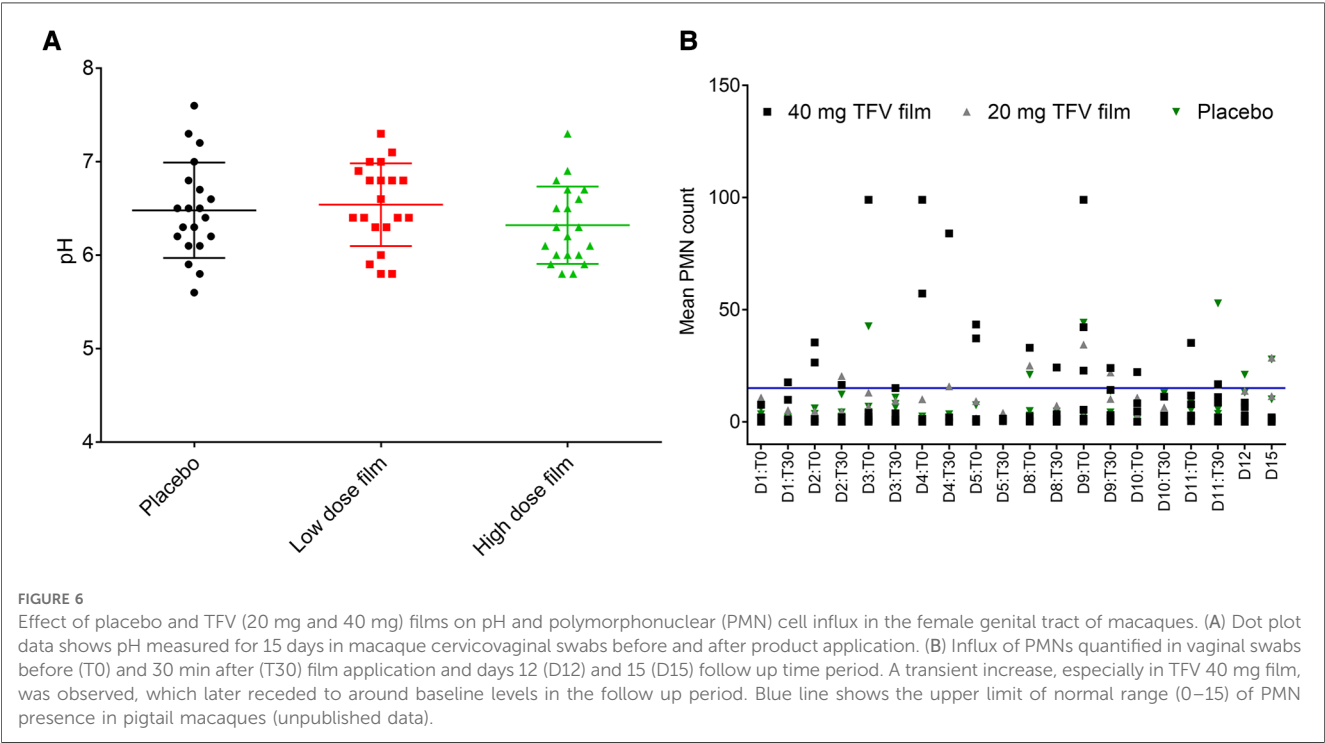 A
8
7
6
5
4
pH
Placebo
Low dose film
High dose film
B
150
100
50
0
Mean PMN count
40 mg TFV film
20 mg TFV film
Placebo
D1:T0
D1:T30
D2:T0
D2:T30
D3:T0
D3:T30
D4:T0
D4:T30
D5:T0
D5:T30
D8:T0
D8:T30
D9:T0
D9:T30
D10:T0
D10:T30
D11:T0
D11:T30
D12
D15
FIGURE 6
Effect of placebo and TFV (20 mg and 40 mg) films on pH and polymorphonuclear (PMN) cell influx in the female genital tract of macaques. (A) Dot plot
data shows pH measured for 15 days in macaque cervicovaginal swabs before and after product application. (B) Influx of PMNs quantified in vaginal swabs
before (T0) and 30 min after (T30) film application and days 12 (D12) and 15 (D15) follow up time period. A transient increase, especially in TFV 40 mg film,
was observed, which later receded to around baseline levels in the follow up period. Blue line shows the upper limit of normal range (0–15) of PMN
presence in pigtail macaques (unpublished data).